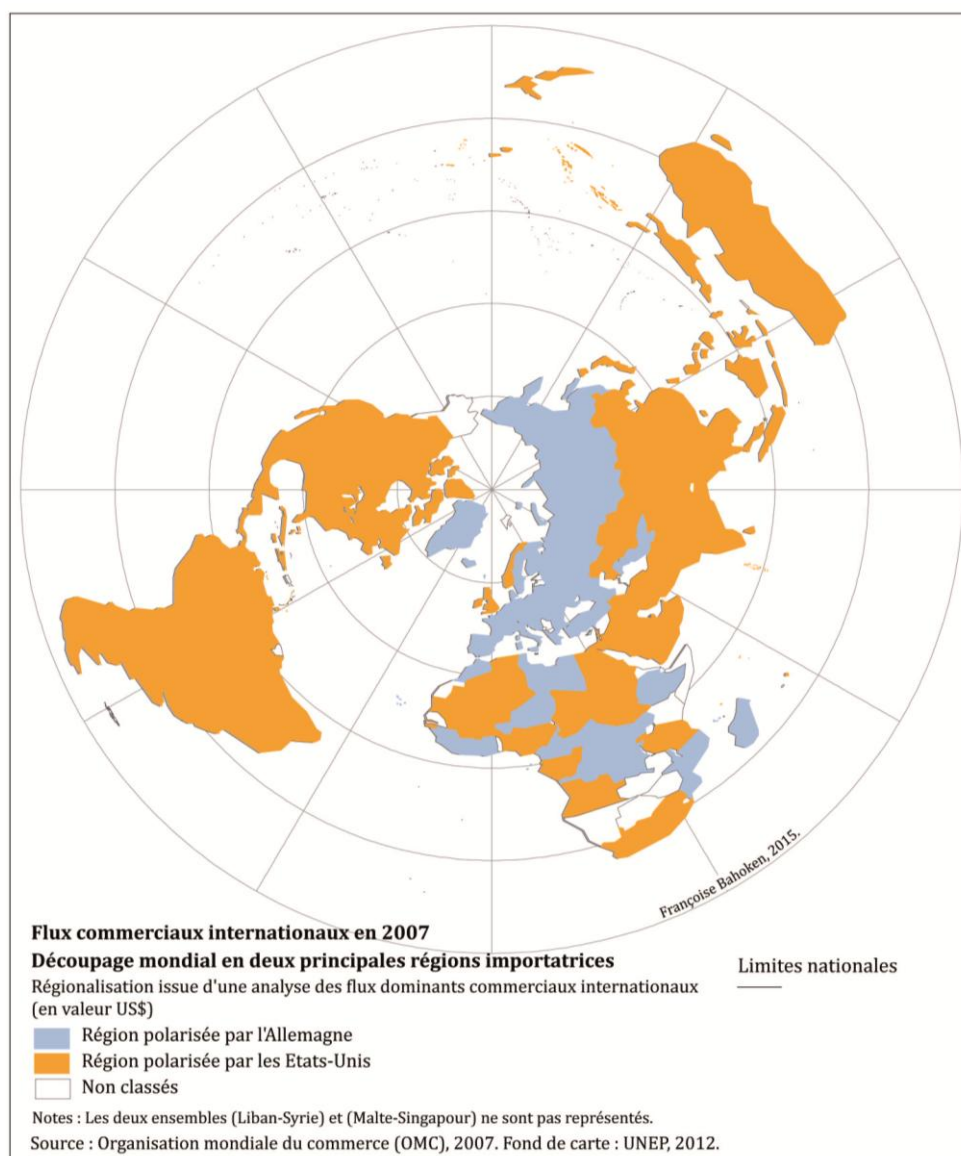 Françoise Bahoken, 2015.
Flux commerciaux internationaux en 2007
Découpage mondial en deux principales régions importatrices
Régionalisation issue d'une analyse des flux dominants commerciaux internationaux
(en valeur US$)
Région polarisée par l'Allemagne
Région polarisée par les Etats-Unis
Non classés
Limites nationales
Notes : Les deux ensembles (Liban-Syrie) et (Malte-Singapour) ne sont pas représentés.
Source : Organisation mondiale du commerce (OMC), 2007. Fond de carte : UNEP, 2012.